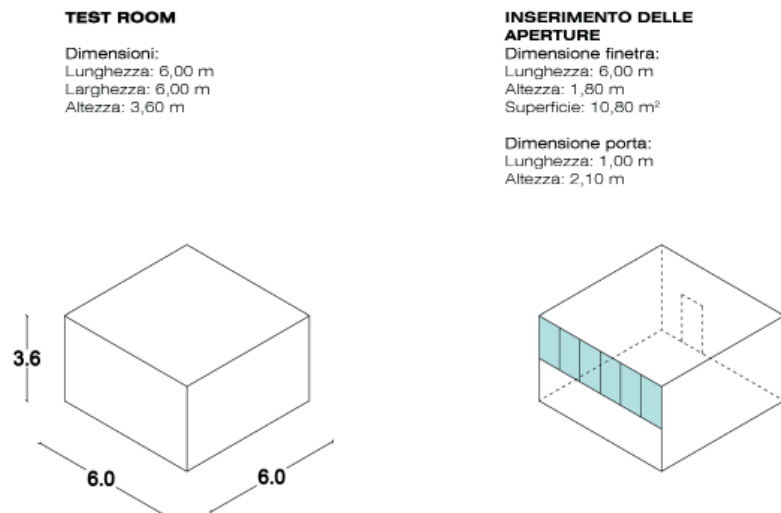 TEST ROOM
Dimensioni:
Lunghezza: 6,00 m
Larghezza: 6,00 m
Altezza: 3,60 m
INSERIMENTO DELLE
APERTURE
Dimensione finetra:
Lunghezza: 6,00 m
Altezza: 1,80 m
Superficie: 10,80 m²
Dimensione porta:
Lunghezza: 1,00 m
Altezza: 2,10 m
3.6
6.0
6.0